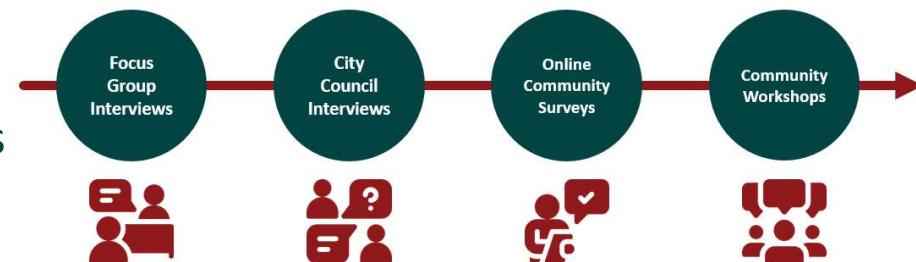 Focus
Group
Interviews
City
Council
Interviews
Online
Community
Surveys
Community
Workshops
s
?